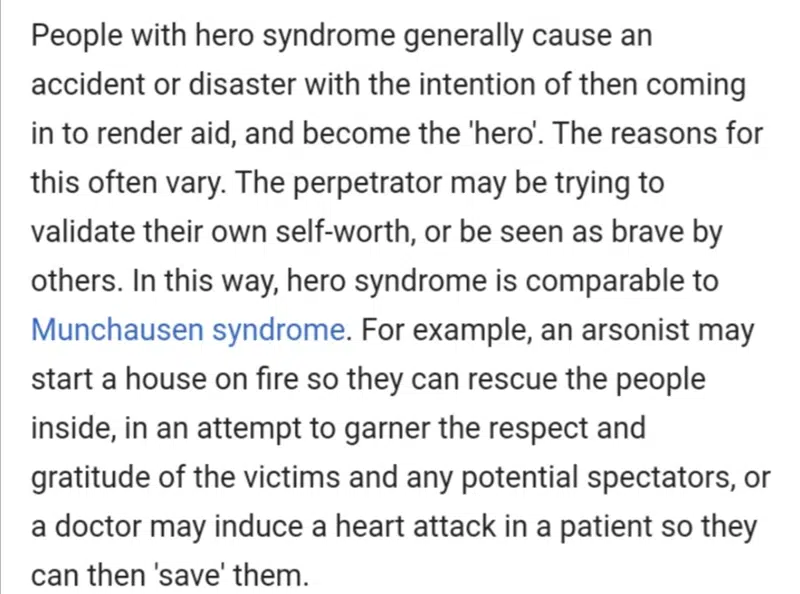 People with hero syndrome generally cause an
accident or disaster with the intention of then coming
in to render aid, and become the 'hero'. The reasons for
this often vary. The perpetrator may be trying to
validate their own self-worth, or be seen as brave by
others. In this way, hero syndrome is comparable to
Munchausen syndrome. For example, an arsonist may
start a house on fire so they can rescue the people
inside, in an attempt to garner the respect and
gratitude of the victims and any potential spectators, or
a doctor may induce a heart attack in a patient so they
can then 'save' them.